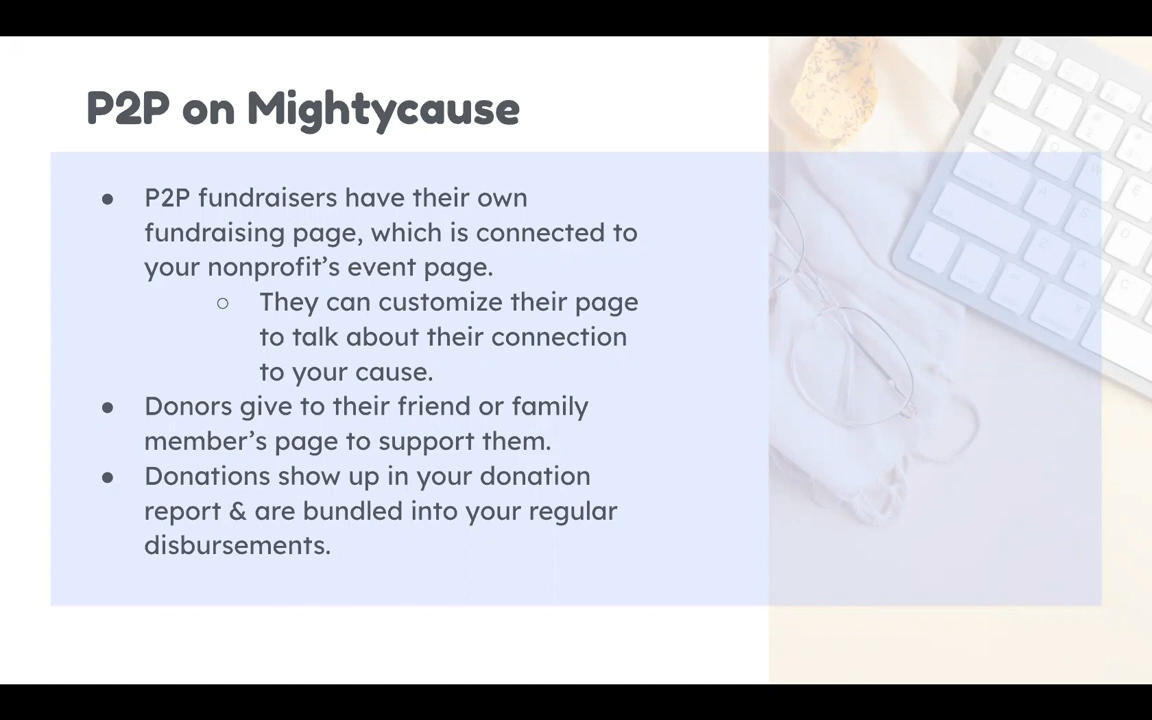 P2P on Mightycause
● P2P fundraisers have their own
fundraising page, which is connected to
your nonprofit’s event page.
○ They can customize their page
to talk about their connection
to your cause.
● Donors give to their friend or family
member’s page to support them.
● Donations show up in your donation
report & are bundled into your regular
disbursements.